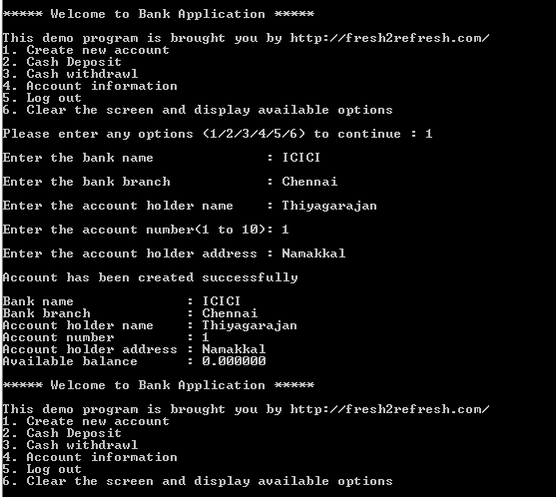 ***** Welcome to Bank Application *****
This demo program is brought you by http://fresh2refresh.com/
1. Create new account
2. Cash Deposit
3. Cash withdrawl
4. Account information
5. Log out
6. Clear the screen and display available options
Please enter any options (1/2/3/4/5/6) to continue : 1
Enter the bank name              : ICICI
Enter the bank branch            : Chennai
Enter the account holder name    : Thiyagarajan
Enter the account number(1 to 10): 1
Enter the account holder address : Namakkal
Account has been created successfully
Bank name              : ICICI
Bank branch            : Chennai
Account holder name    : Thiyagarajan
Account number         : 1
Account holder address : Namakkal
Available balance      : 0.000000
***** Welcome to Bank Application *****
This demo program is brought you by http://fresh2refresh.com/
1. Create new account
2. Cash Deposit
3. Cash withdrawl
4. Account information
5. Log out
6. Clear the screen and display available options